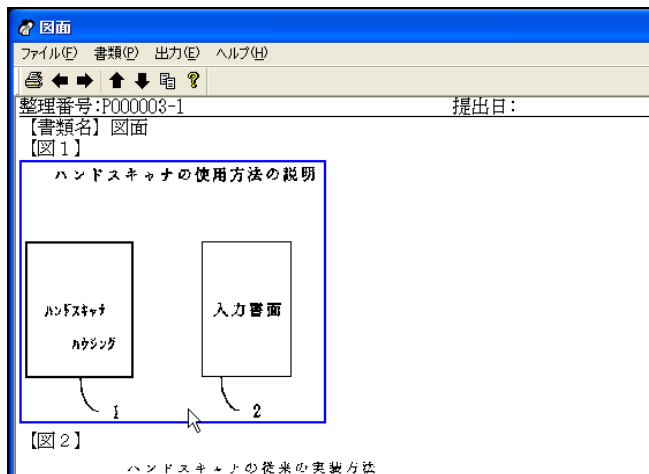 図面
ファイル(F) 書類(P) 出力(E) ヘルプ(H)
整理番号:P000003-1 提出日:
【書類名】図面
【図1】
ハンドスキャナの使用方法の説明
ハンドスキャナ
ハウジング
入力書面
1
2
【図2】
ハンドスキャナの従来の実装方法